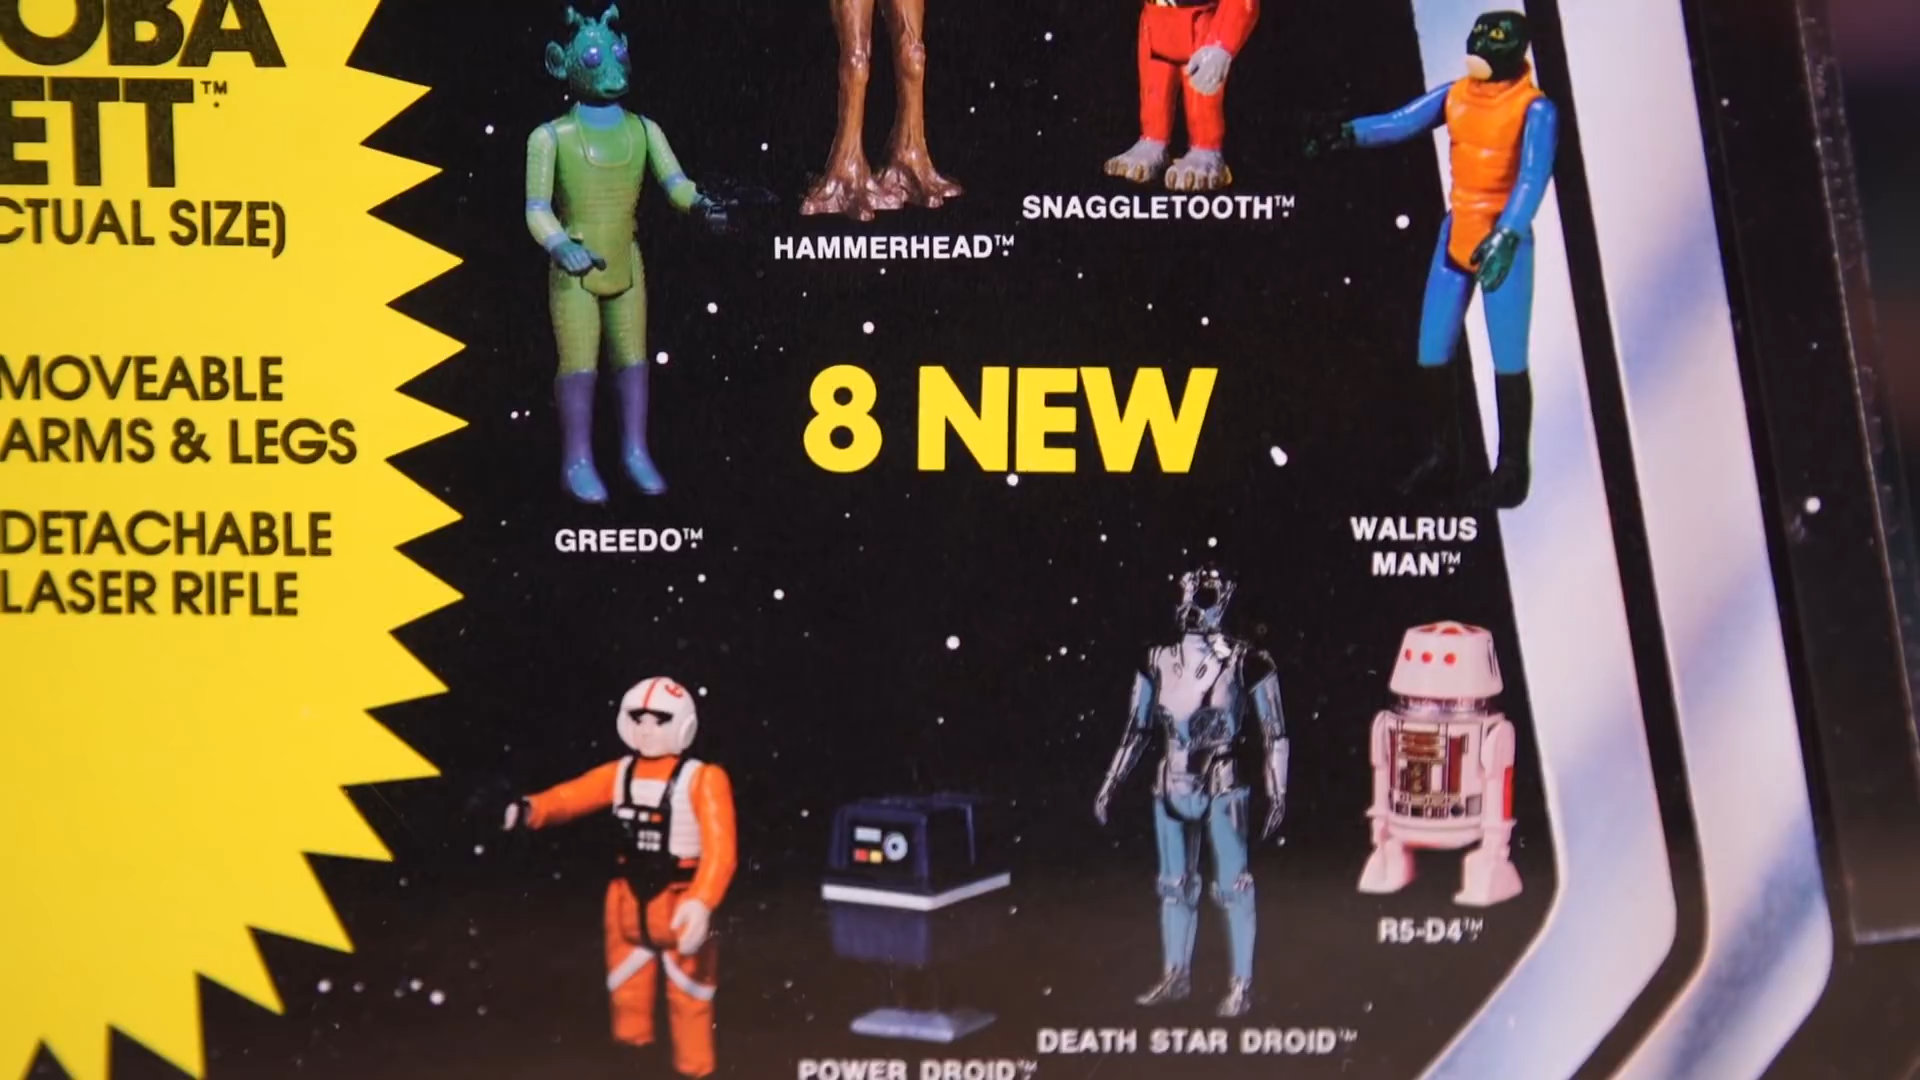 OBA
ETT™
CTUAL SIZE)
MOVEABLE
ARMS & LEGS
DETACHABLE
LASER RIFLE
HAMMERHEAD™
SNAGGLETOOTH™
8 NEW
GREEDO™
WALRUS
MAN™
R5-D4™
DEATH STAR DROID™
POWER DROID™